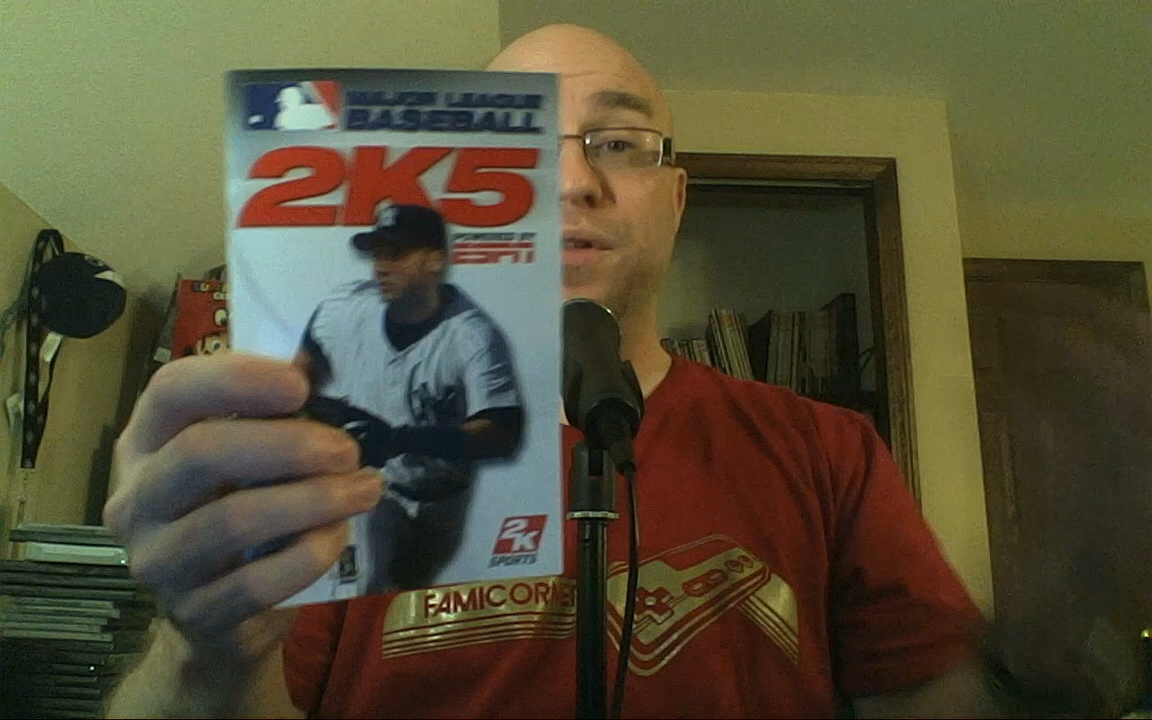 MAJOR LEAGUE
BASEBALL
2K5
POWERED BY
ESPN
2K
SPORTS
FAMICORNER